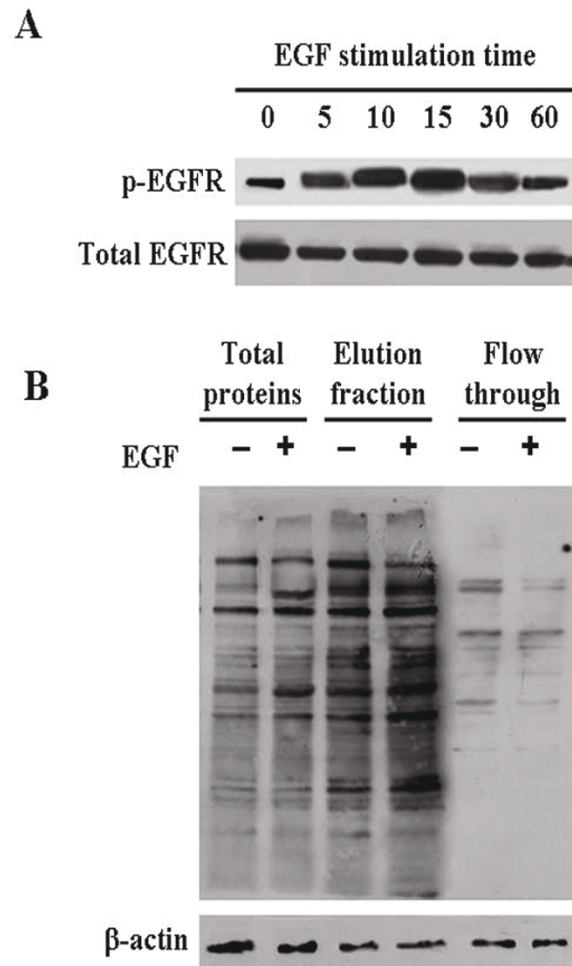 A
EGF stimulation time
0 5 10 15 30 60
p-EGFR
Total EGFR
B
Total proteins
Elution fraction
Flow through
EGF − + − + − +
β-actin